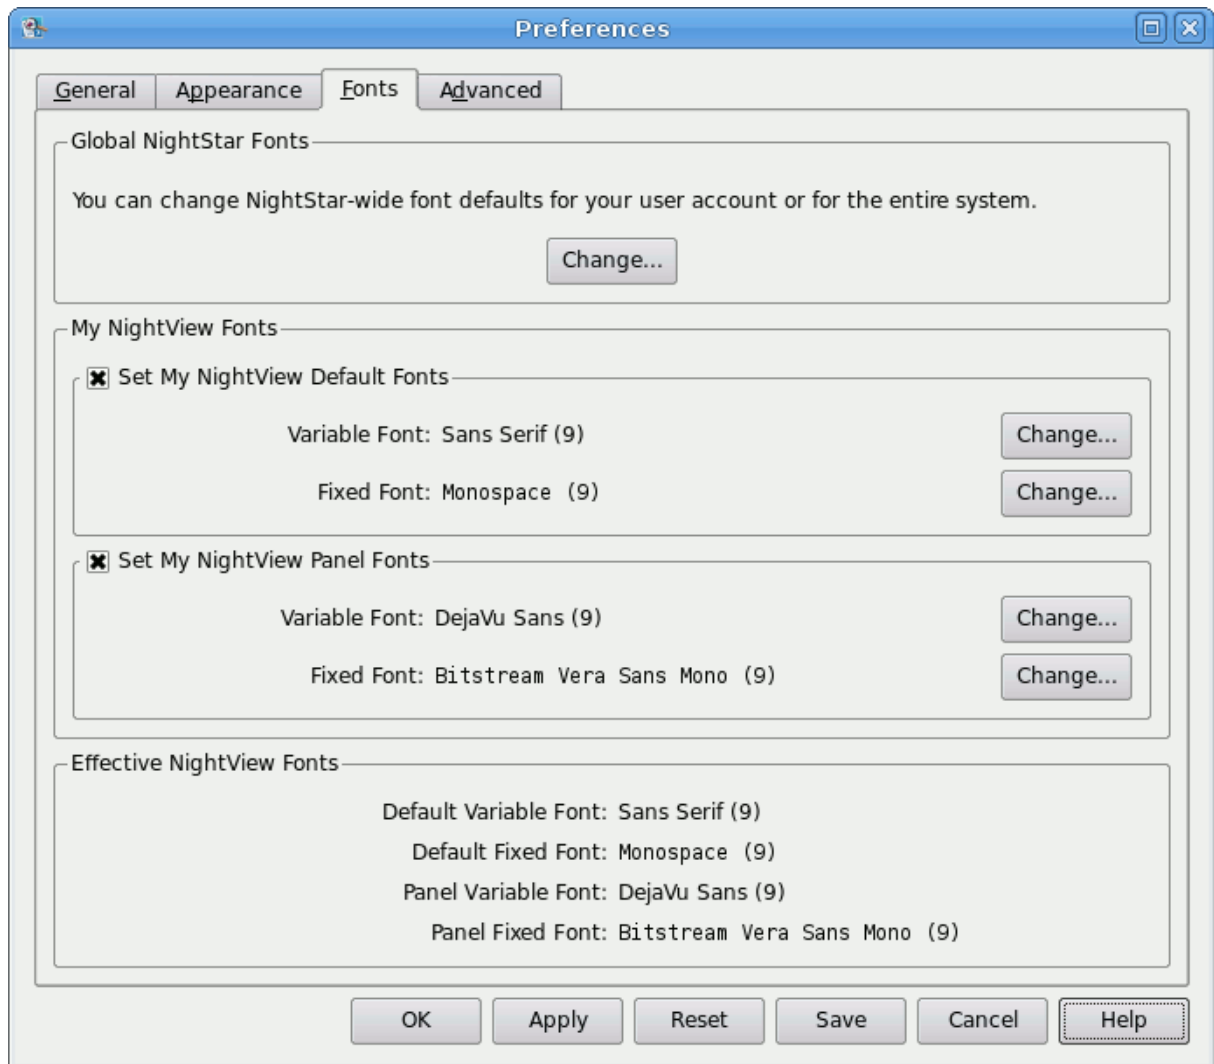 Preferences
General Appearance Fonts Advanced
Global NightStar Fonts
You can change NightStar-wide font defaults for your user account or for the entire system.
Change...
My NightView Fonts
Set My NightView Default Fonts
Variable Font: Sans Serif (9) Change...
Fixed Font: Monospace (9) Change...
Set My NightView Panel Fonts
Variable Font: DejaVu Sans (9) Change...
Fixed Font: Bitstream Vera Sans Mono (9) Change...
Effective NightView Fonts
Default Variable Font: Sans Serif (9)
Default Fixed Font: Monospace (9)
Panel Variable Font: DejaVu Sans (9)
Panel Fixed Font: Bitstream Vera Sans Mono (9)
OK Apply Reset Save Cancel Help